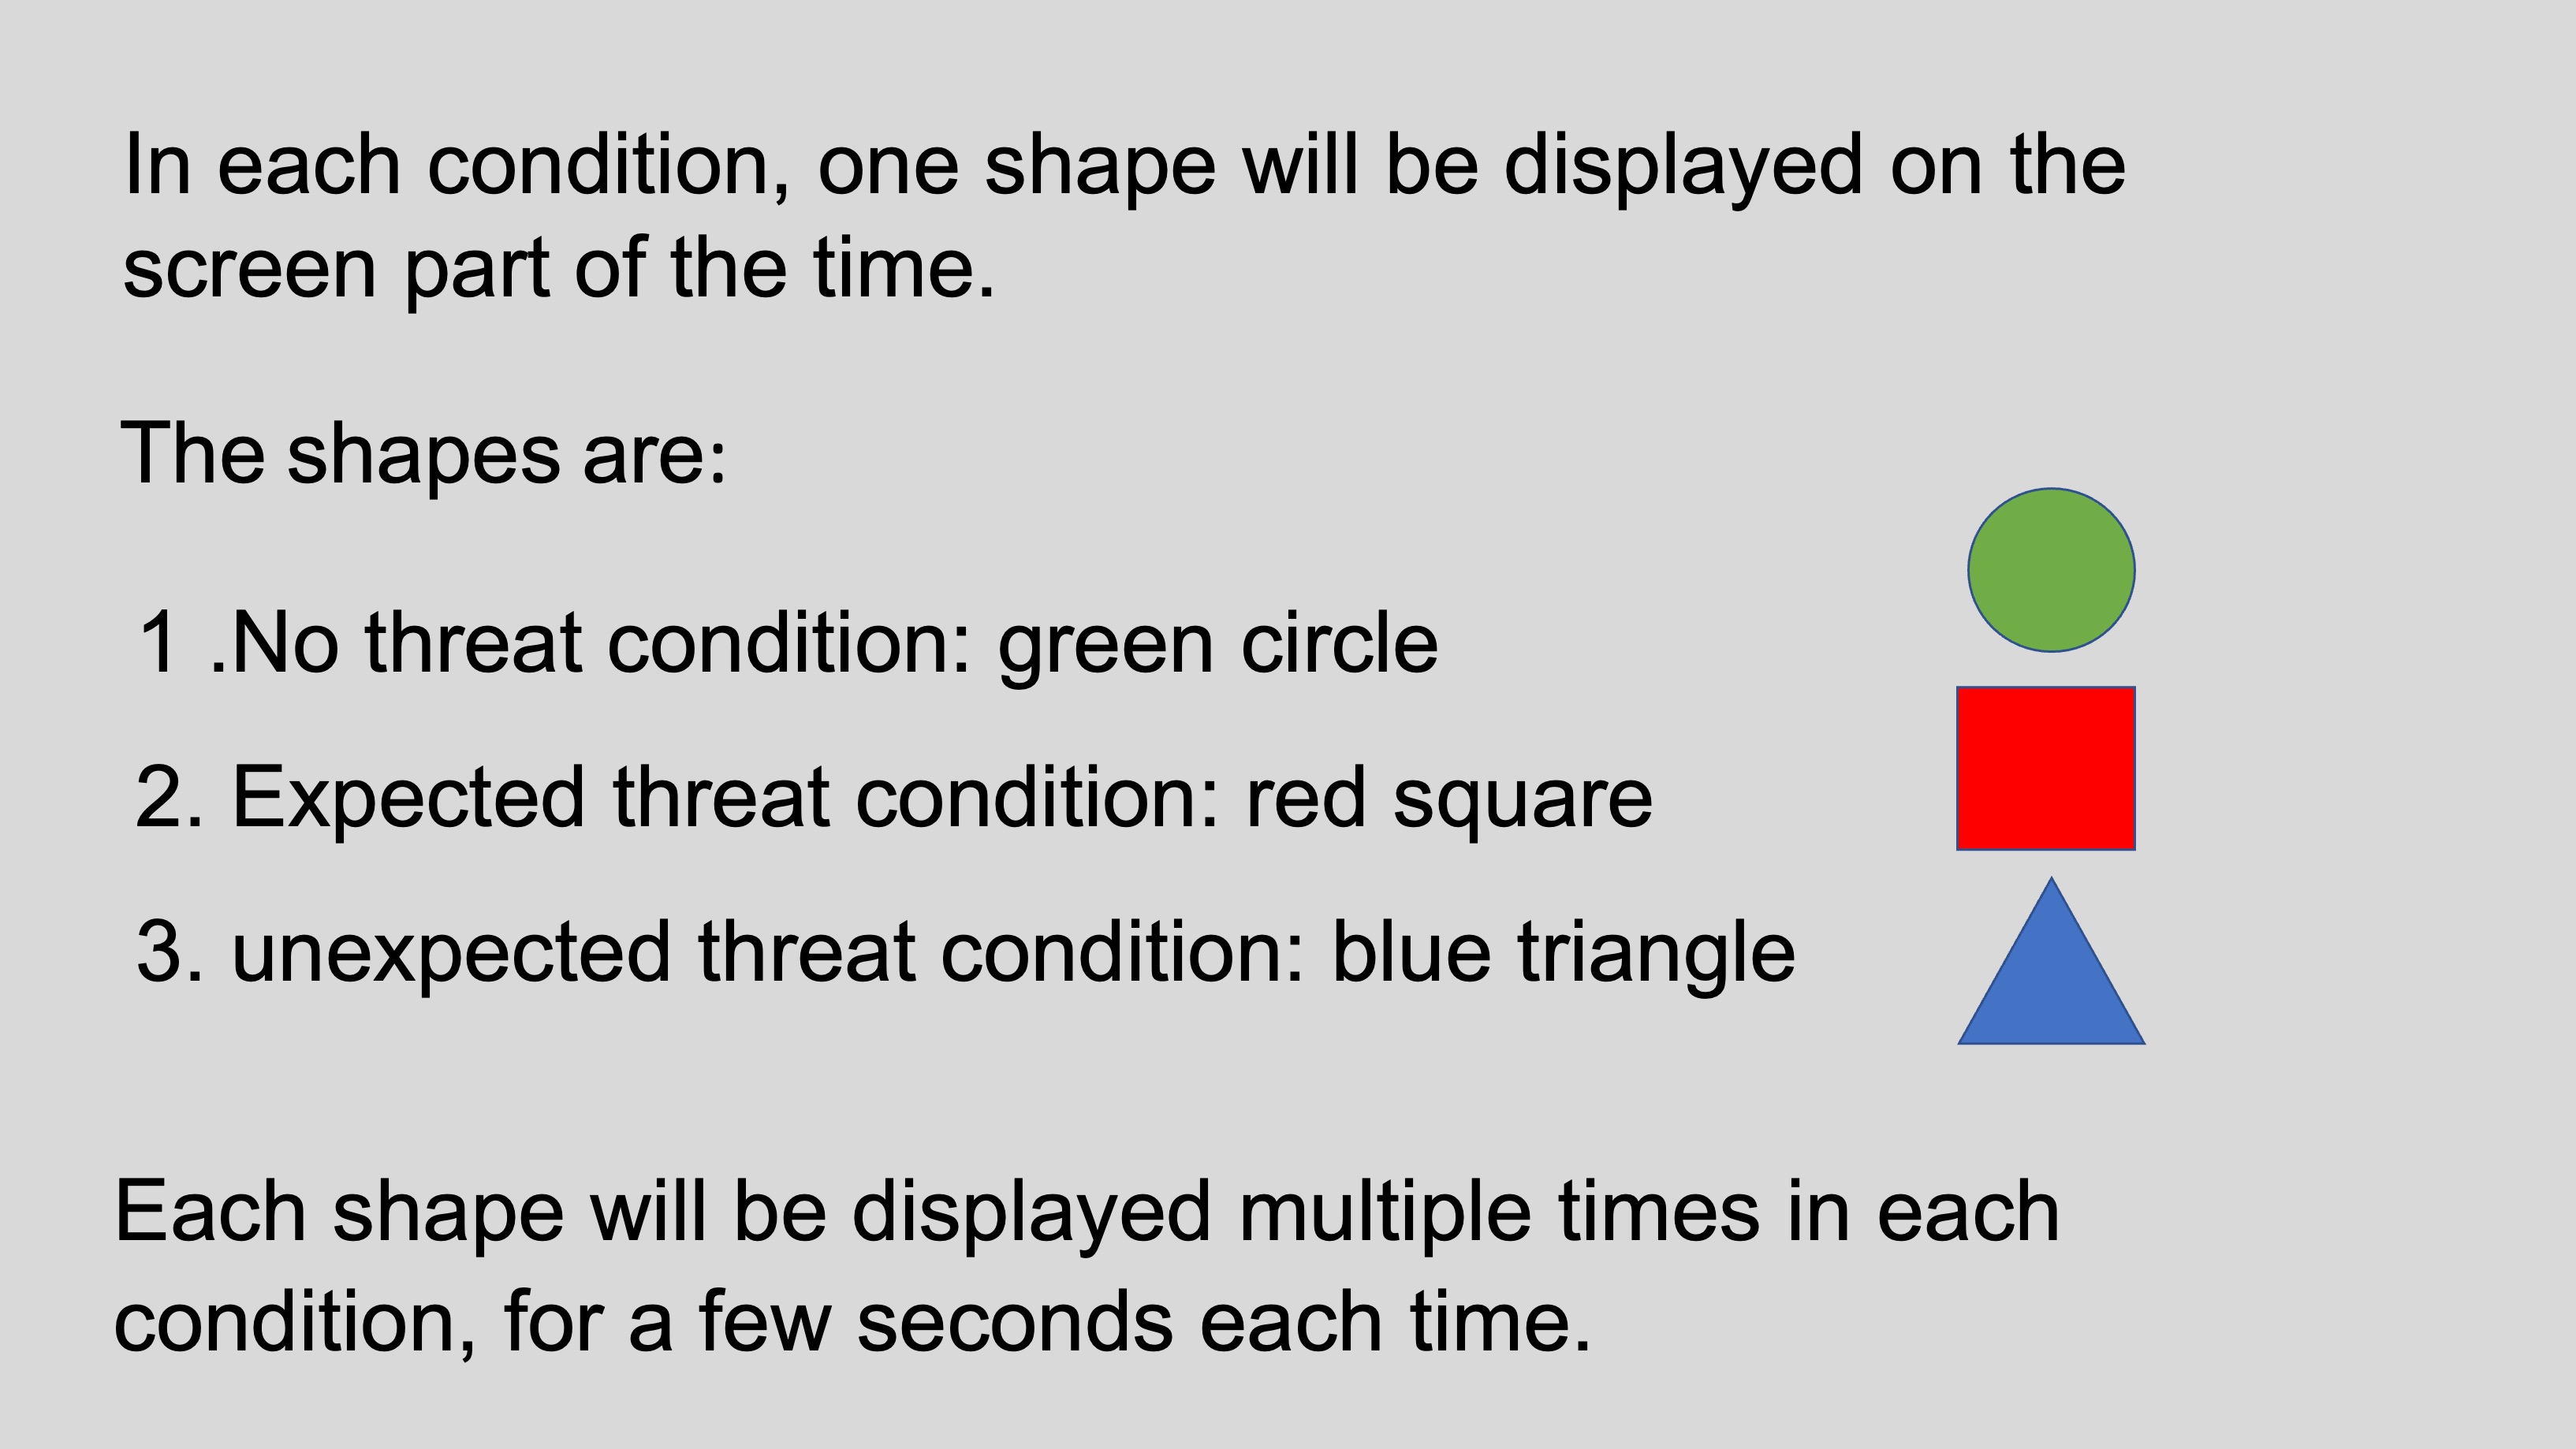 In each condition, one shape will be displayed on the
screen part of the time.
The shapes are:
1 .No threat condition: green circle
2. Expected threat condition: red square
3. unexpected threat condition: blue triangle
Each shape will be displayed multiple times in each
condition, for a few seconds each time.